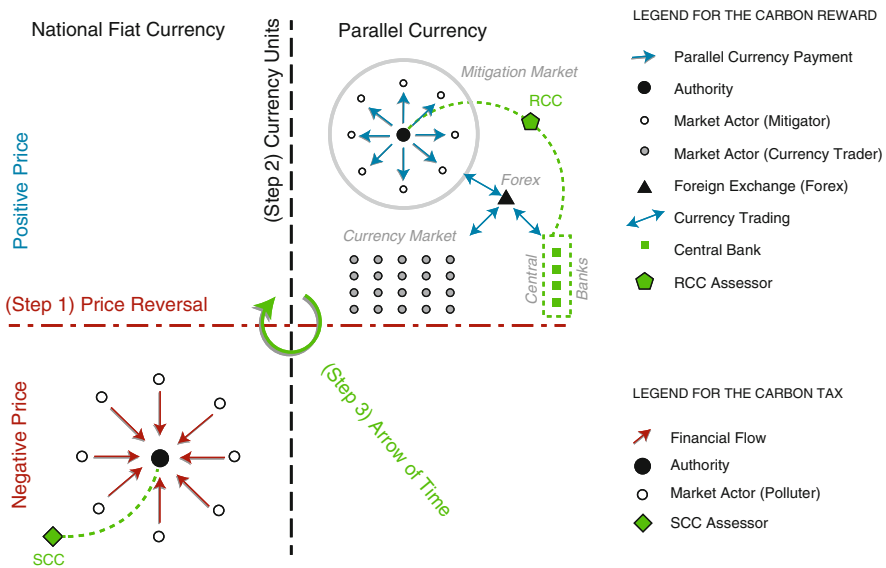 National Fiat Currency
Parallel Currency
(Step 2) Currency Units
Positive Price
Mitigation Market
RCC
Forex
Currency Market
Central
Banks
(Step 1) Price Reversal
Negative Price
(Step 3) Arrow of Time
SCC
LEGEND FOR THE CARBON REWARD
Parallel Currency Payment
Authority
Market Actor (Mitigator)
Market Actor (Currency Trader)
Foreign Exchange (Forex)
Currency Trading
Central Bank
RCC Assessor
LEGEND FOR THE CARBON TAX
Financial Flow
Authority
Market Actor (Polluter)
SCC Assessor